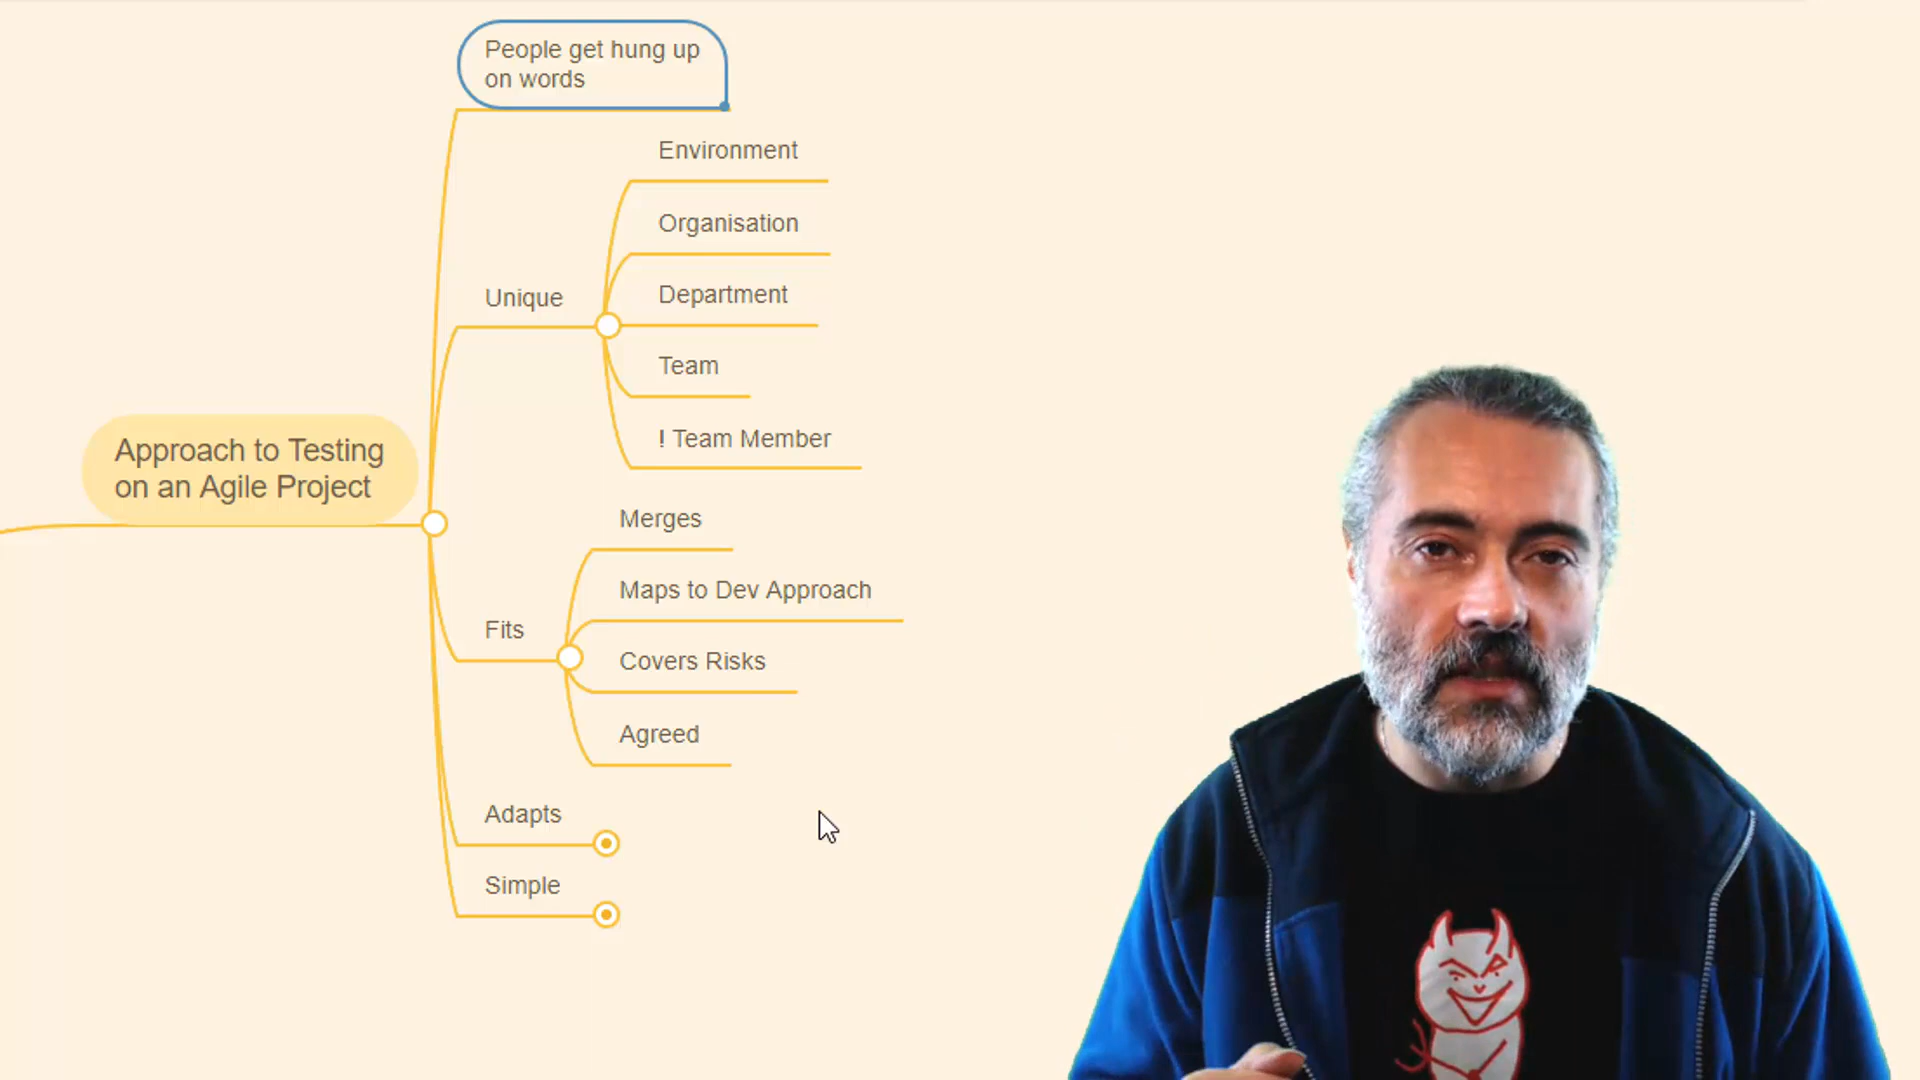 People get hung up
on words
Environment
Organisation
Department
Unique
Team
! Team Member
Approach to Testing
on an Agile Project
Merges
Maps to Dev Approach
Fits
Covers Risks
Agreed
Adapts
Simple